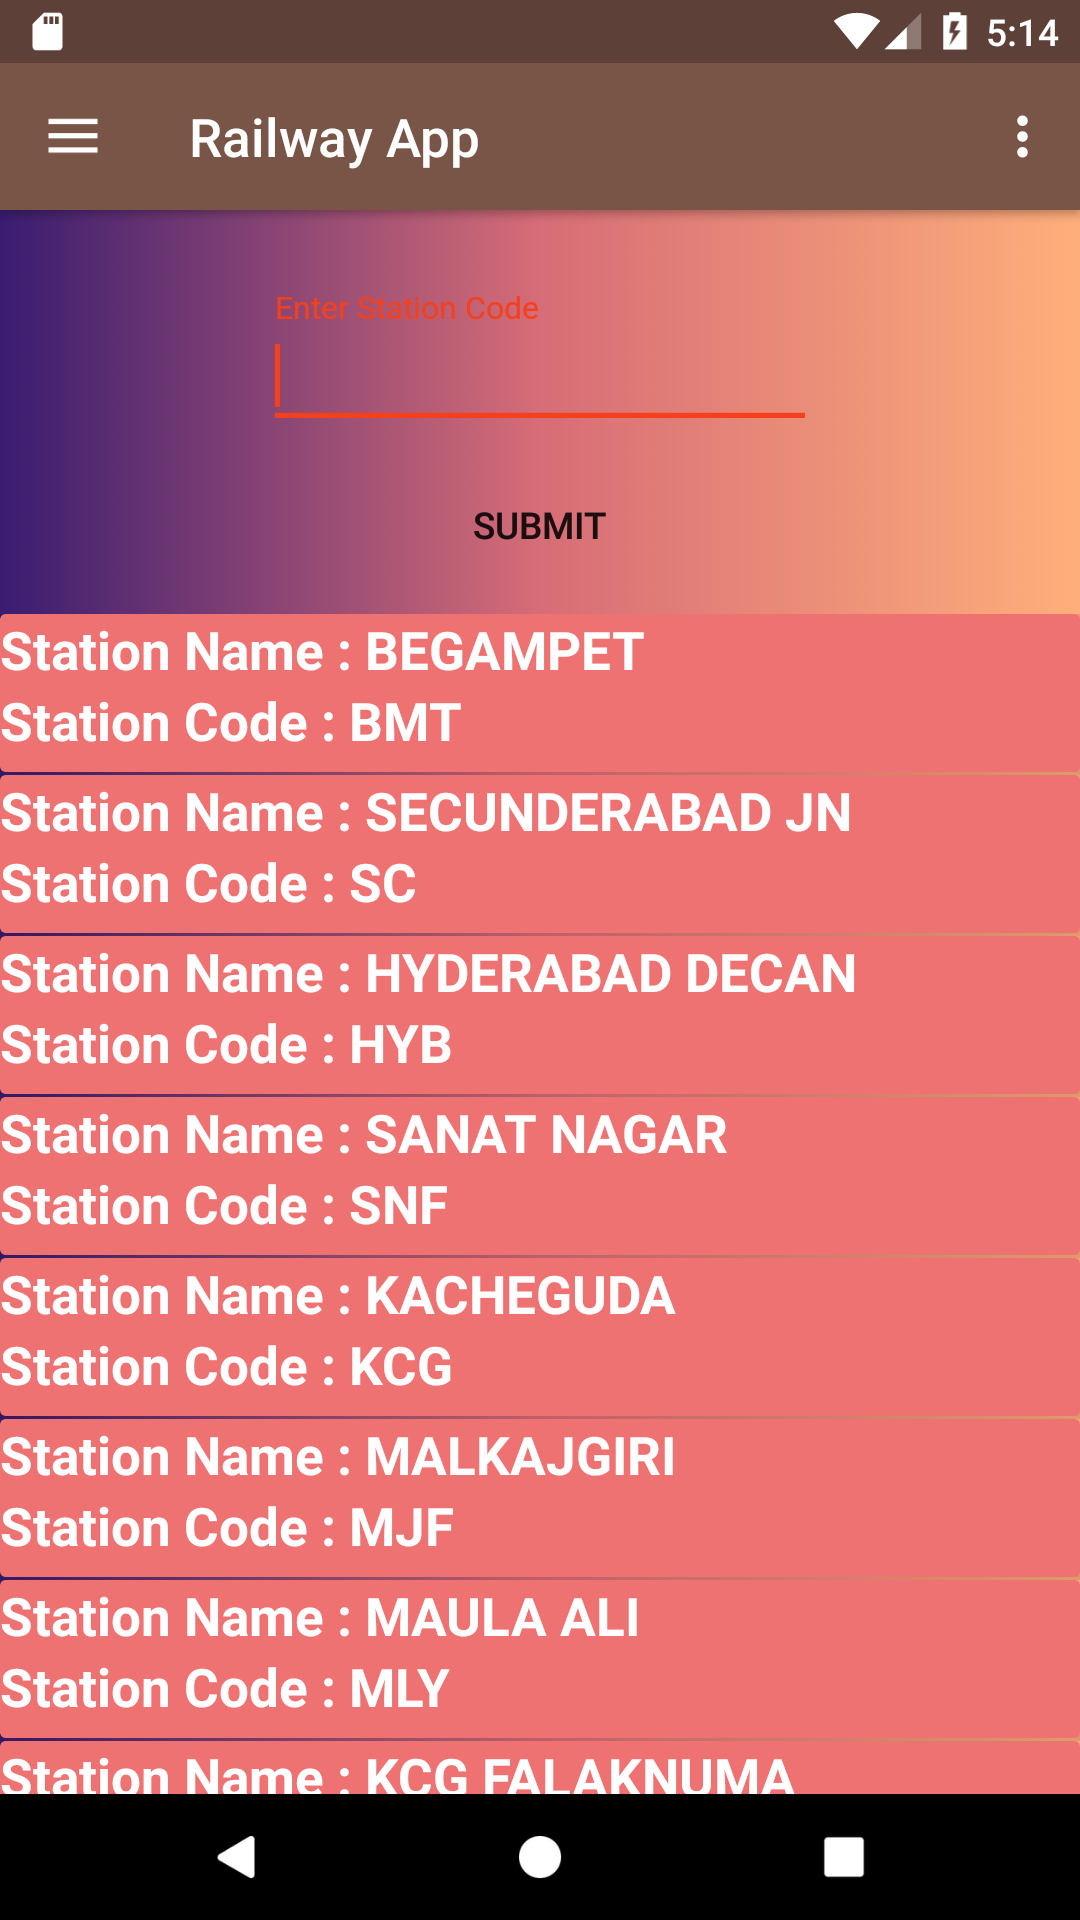 5:14
Railway App
Enter Station Code
SUBMIT
Station Name : BEGAMPET
Station Code : BMT
Station Name : SECUNDERABAD JN
Station Code : SC
Station Name : HYDERABAD DECAN
Station Code : HYB
Station Name : SANAT NAGAR
Station Code : SNF
Station Name : KACHEGUDA
Station Code : KCG
Station Name : MALKAJGIRI
Station Code : MJF
Station Name : MAULA ALI
Station Code : MLY
Station Name : KCG FALAKNUMA